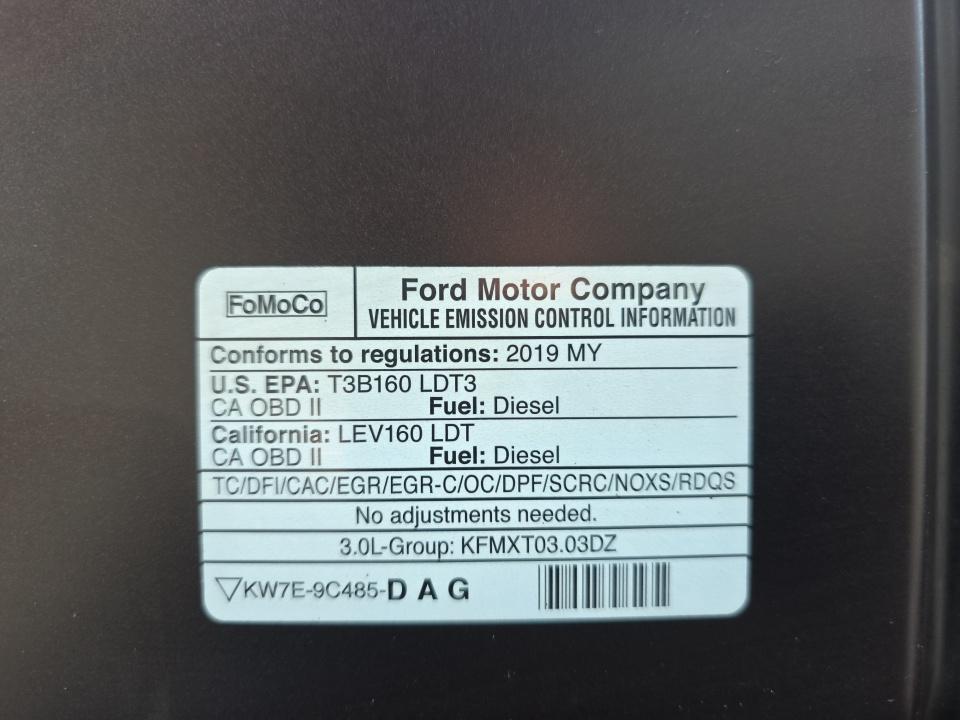 FoMoCo
Ford Motor Company
VEHICLE EMISSION CONTROL INFORMATION
Conforms to regulations: 2019 MY
U.S. EPA: T3B160 LDT3
CA OBD II Fuel: Diesel
California: LEV160 LDT
CA OBD II Fuel: Diesel
TC/DFI/CAC/EGR/EGR-C/OC/DPF/SCRC/NOXS/RDQS
No adjustments needed.
3.0L-Group: KFMXT03.03DZ
▽KW7E-9C485-D A G